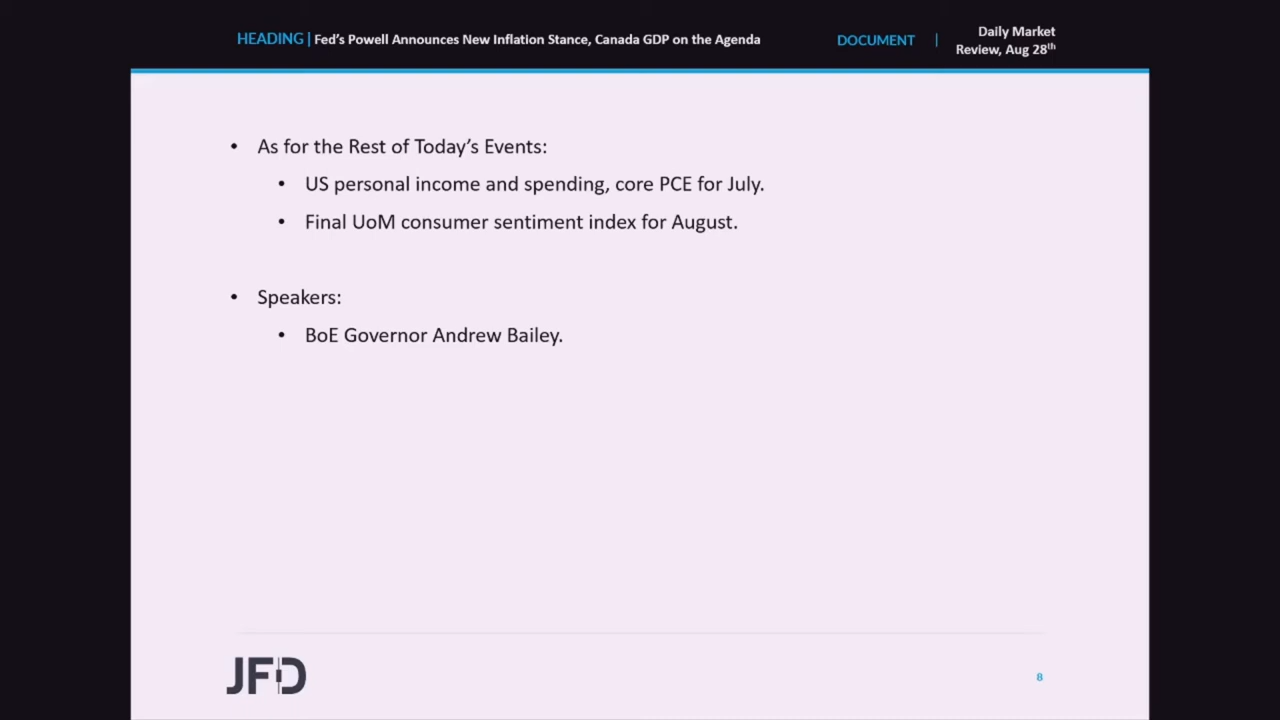 HEADING | Fed's Powell Announces New Inflation Stance, Canada GDP on the Agenda
DOCUMENT | Daily Market
Review, Aug 28th
• As for the Rest of Today's Events:
• US personal income and spending, core PCE for July.
• Final UoM consumer sentiment index for August.
• Speakers:
• BoE Governor Andrew Bailey.
JFD
8